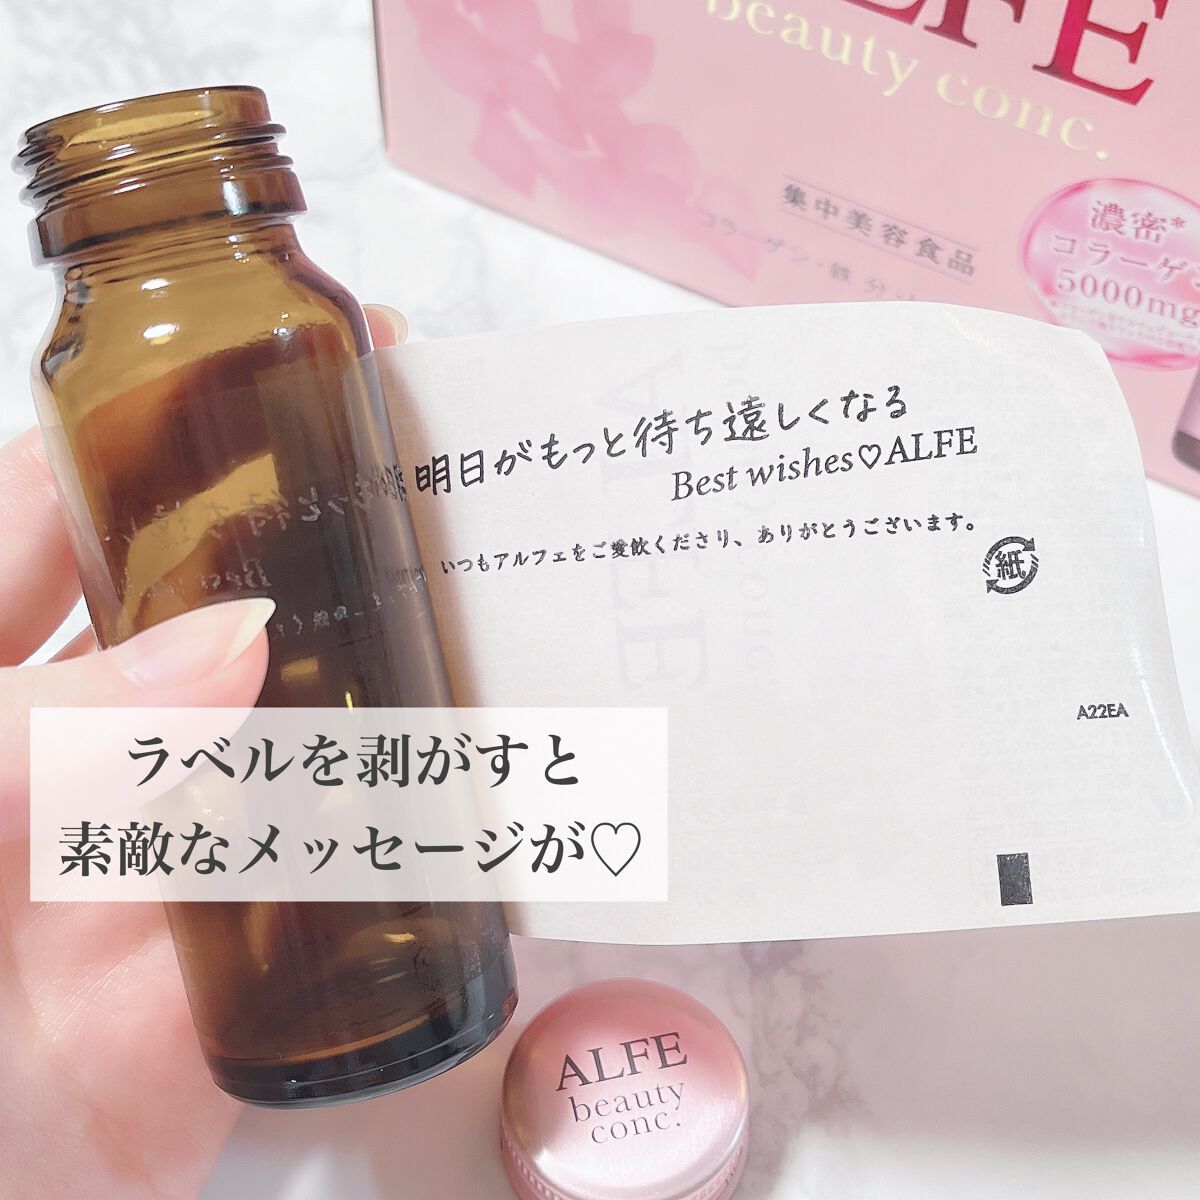 ALFE
beauty conc.
集中美容食品
コラーゲン・鉄分・
濃密*
コラーゲン
5000mg
明日がもっと待ち遠しくなる
Best wishes♡ALFE
いつもアルフェをご愛飲くださり、ありがとうございます。
紙
A22EA
ラベルを剥がすと
素敵なメッセージが♡
ALFE
beauty
conc.